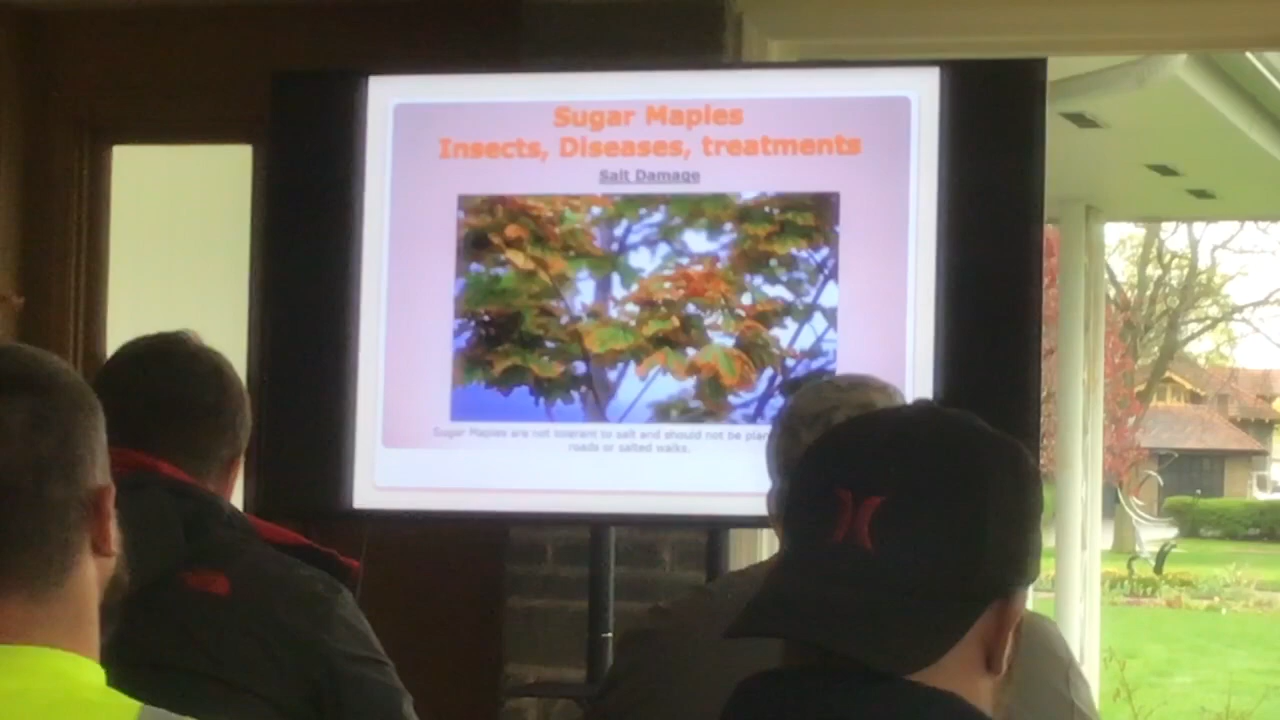 Sugar Maples
Insects, Diseases, treatments
Salt Damage
Sugar Maples are not tolerant to salt and should not be
roads or salted walks.